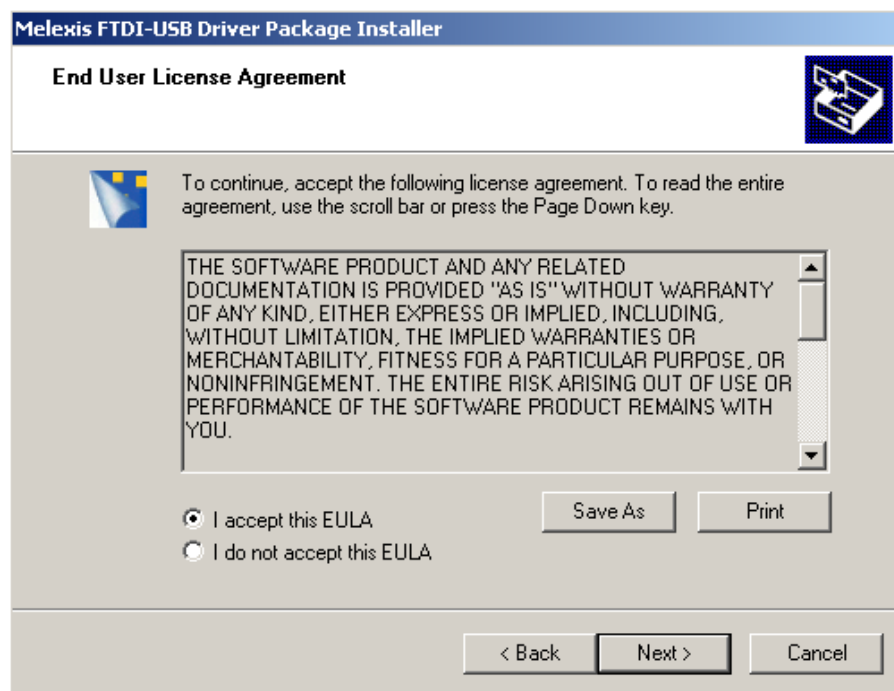 Melexis FTDI-USB Driver Package Installer
End User License Agreement
To continue, accept the following license agreement. To read the entire
agreement, use the scroll bar or press the Page Down key.
THE SOFTWARE PRODUCT AND ANY RELATED
DOCUMENTATION IS PROVIDED "AS IS" WITHOUT WARRANTY
OF ANY KIND, EITHER EXPRESS OR IMPLIED, INCLUDING,
WITHOUT LIMITATION, THE IMPLIED WARRANTIES OR
MERCHANTABILITY, FITNESS FOR A PARTICULAR PURPOSE, OR
NONINFRINGEMENT. THE ENTIRE RISK ARISING OUT OF USE OR
PERFORMANCE OF THE SOFTWARE PRODUCT REMAINS WITH
YOU.
I accept this EULA
Save As
Print
I do not accept this EULA
< Back
Next >
Cancel